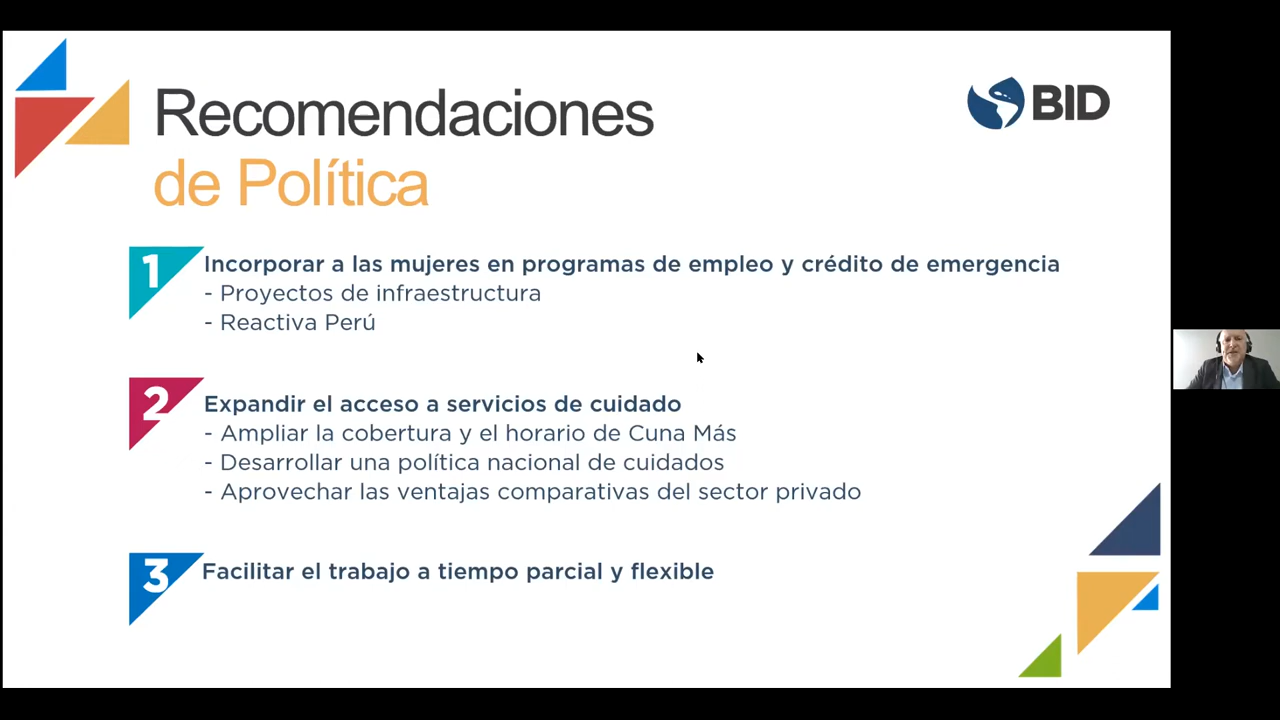 Recomendaciones
de Política
BID
1
Incorporar a las mujeres en programas de empleo y crédito de emergencia
- Proyectos de infraestructura
- Reactiva Perú
2
Expandir el acceso a servicios de cuidado
- Ampliar la cobertura y el horario de Cuna Más
- Desarrollar una política nacional de cuidados
- Aprovechar las ventajas comparativas del sector privado
3
Facilitar el trabajo a tiempo parcial y flexible